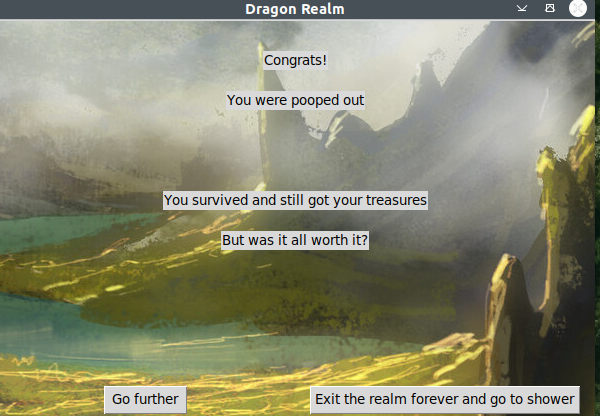 Dragon Realm
Congrats!
You were pooped out
You survived and still got your treasures
But was it all worth it?
Go further
Exit the realm forever and go to shower